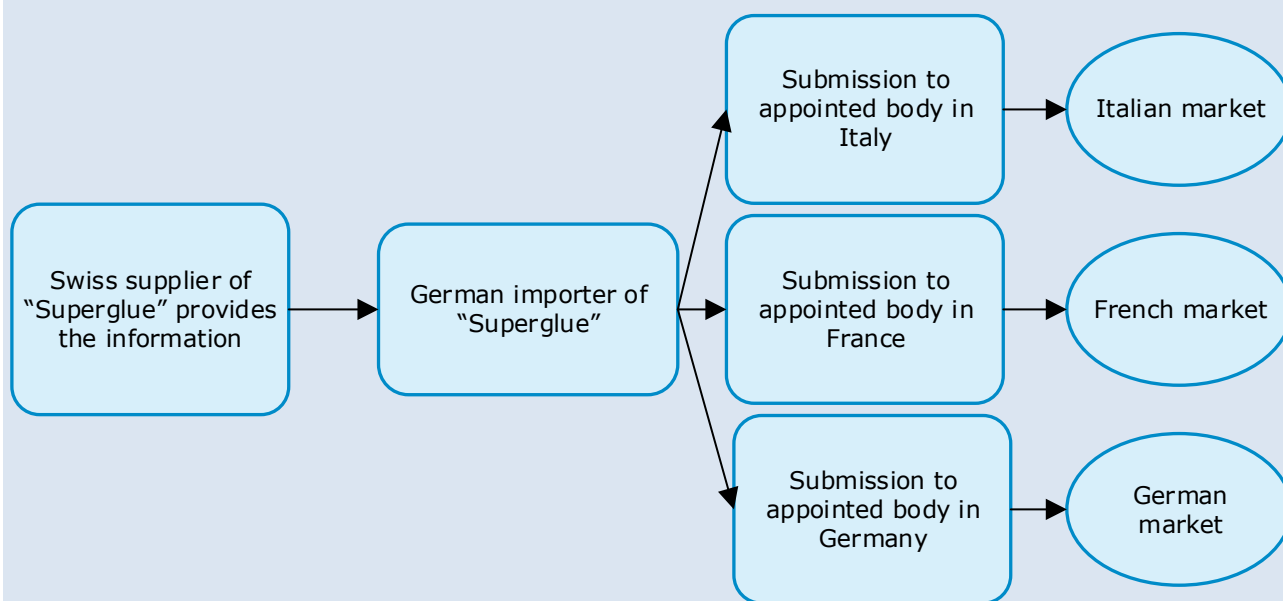 Swiss supplier of
“Superglue” provides
the information
German importer of
“Superglue”
Submission to
appointed body in
Italy
Italian market
Submission to
appointed body in
France
French market
Submission to
appointed body in
Germany
German
market